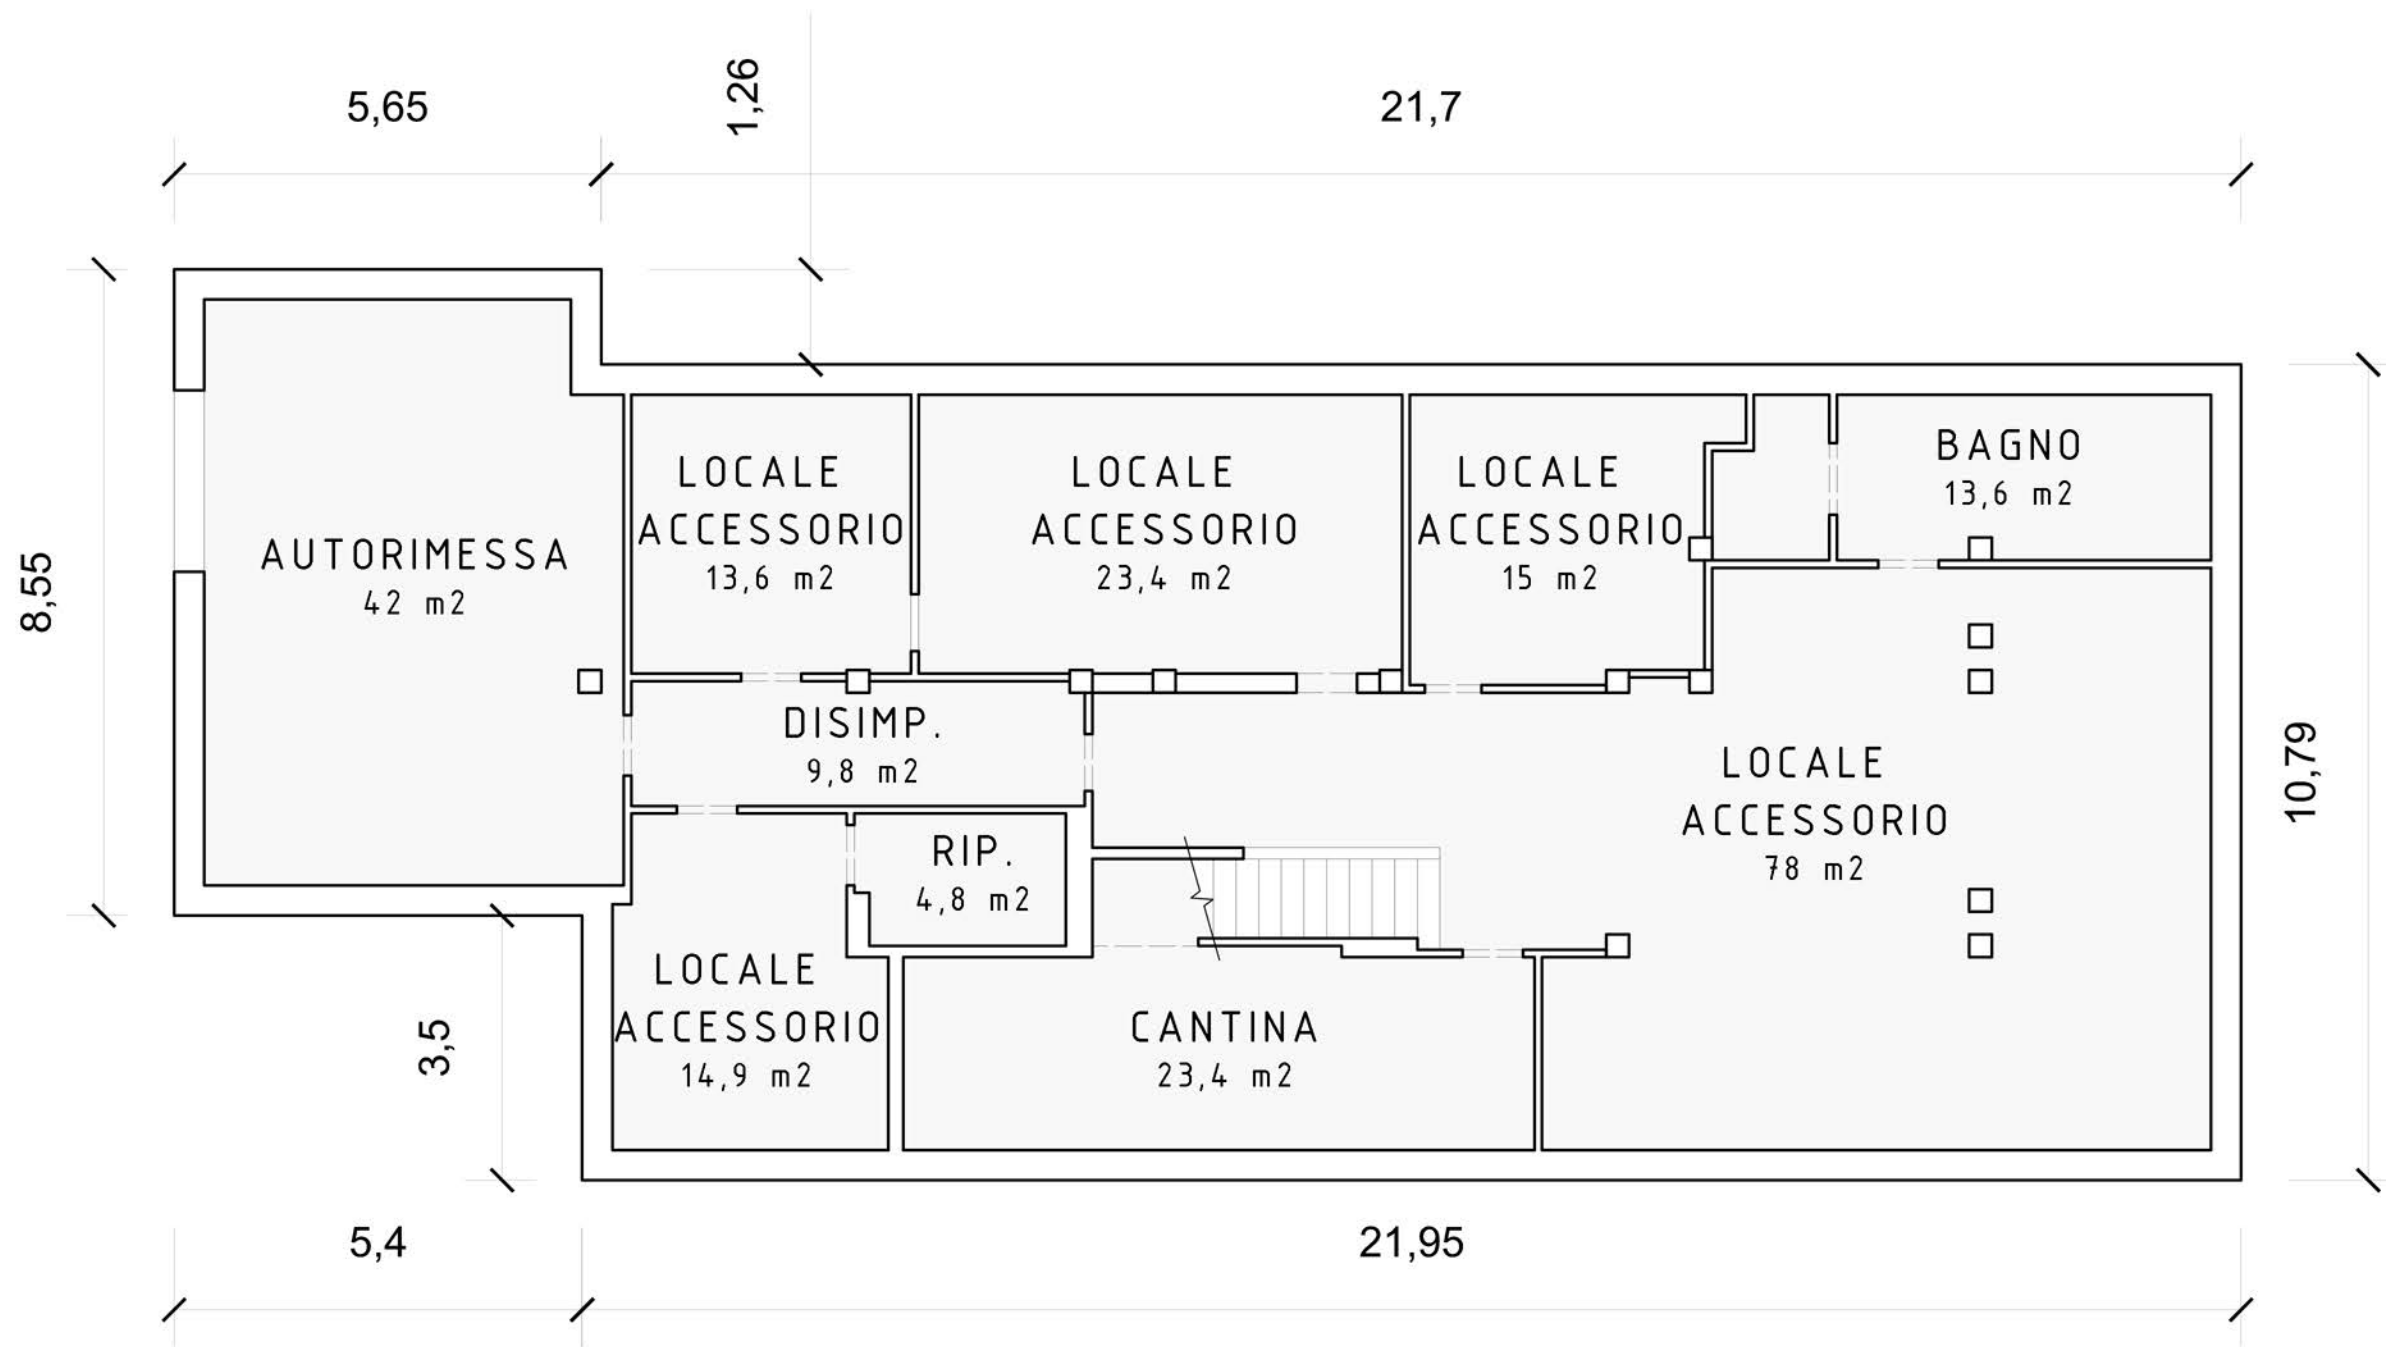 1,26
5,65
21,7
LOCALE
ACCESSORIO
13,6 m2
LOCALE
ACCESSORIO
23,4 m2
LOCALE
ACCESSORIO
15 m2
BAGNO
13,6 m2
AUTORIMESSA
42 m2
8,55
DISIMP.
9,8 m2
LOCALE
ACCESSORIO
78 m2
10,79
RIP.
4,8 m2
LOCALE
ACCESSORIO
14,9 m2
CANTINA
23,4 m2
3,5
5,4
21,95